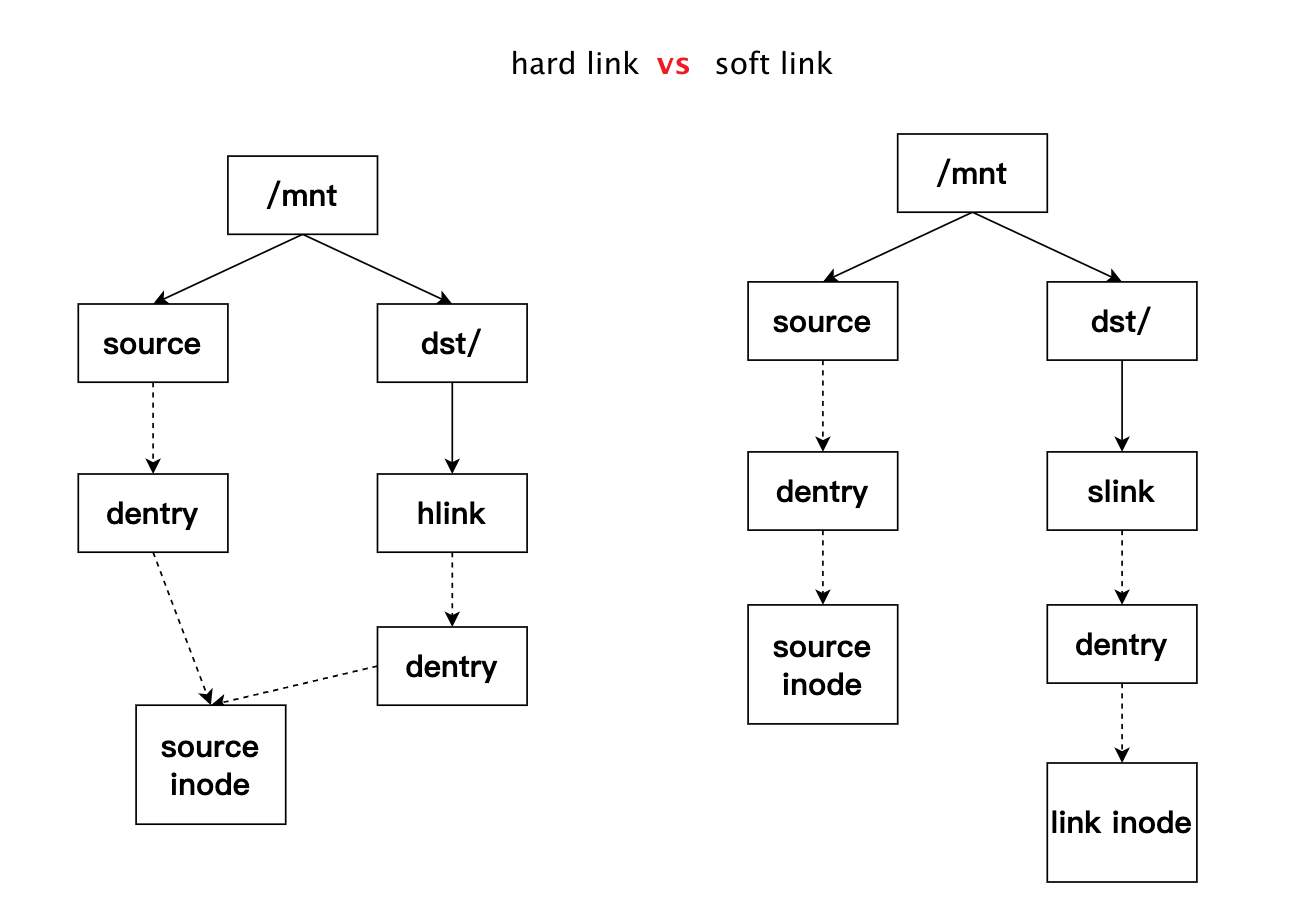 hard link vs soft link
/mnt
source
dst/
dentry
hlink
dentry
source
inode
/mnt
source
dst/
dentry
slink
source
inode
dentry
link inode